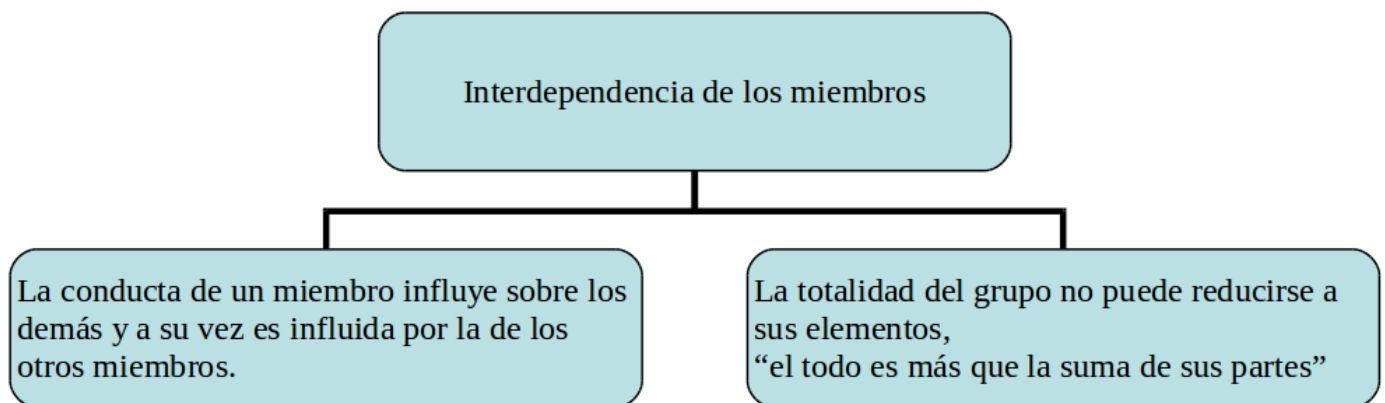 Interdependencia de los miembros
La conducta de un miembro influye sobre los
demás y a su vez es influida por la de los
otros miembros.
La totalidad del grupo no puede reducirse a
sus elementos,
“el todo es más que la suma de sus partes”